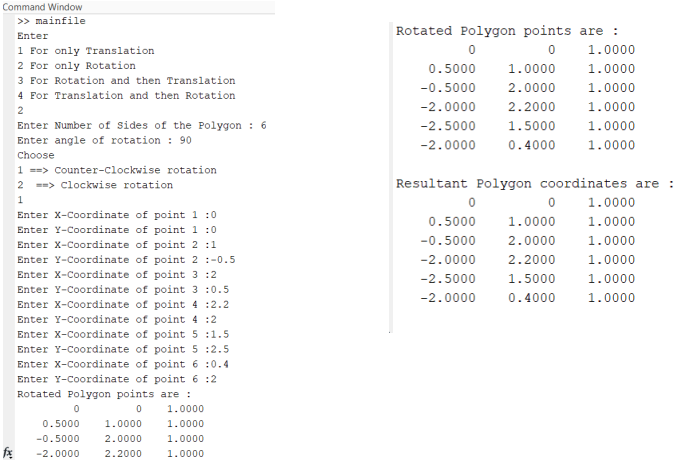 Command Window
>> mainfile
Enter
1 For only Translation
2 For only Rotation
3 For Rotation and then Translation
4 For Translation and then Rotation
2
Enter Number of Sides of the Polygon : 6
Enter angle of rotation : 90
Choose
1 ==> Counter-Clockwise rotation
2  ==> Clockwise rotation
1
Enter X-Coordinate of point 1 :0
Enter Y-Coordinate of point 1 :0
Enter X-Coordinate of point 2 :1
Enter Y-Coordinate of point 2 :-0.5
Enter X-Coordinate of point 3 :2
Enter Y-Coordinate of point 3 :0.5
Enter X-Coordinate of point 4 :2.2
Enter Y-Coordinate of point 4 :2
Enter X-Coordinate of point 5 :1.5
Enter Y-Coordinate of point 5 :2.5
Enter X-Coordinate of point 6 :0.4
Enter Y-Coordinate of point 6 :2
Rotated Polygon points are :
0 0 1.0000
0.5000 1.0000 1.0000
-0.5000 2.0000 1.0000
fx -2.0000 2.2000 1.0000
Rotated Polygon points are :
0 0 1.0000
0.5000 1.0000 1.0000
-0.5000 2.0000 1.0000
-2.0000 2.2000 1.0000
-2.5000 1.5000 1.0000
-2.0000 0.4000 1.0000
Resultant Polygon coordinates are :
0 0 1.0000
0.5000 1.0000 1.0000
-0.5000 2.0000 1.0000
-2.0000 2.2000 1.0000
-2.5000 1.5000 1.0000
-2.0000 0.4000 1.0000